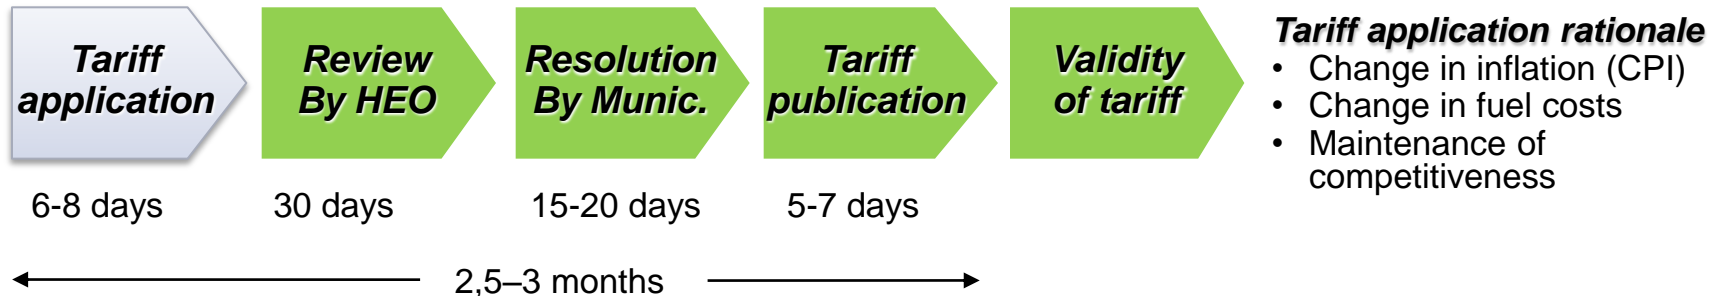 Tariff
application
Review
By HEO
Resolution
By Munic.
Tariff
publication
Validity
of tariff
Tariff application rationale
• Change in inflation (CPI)
• Change in fuel costs
• Maintenance of
competitiveness
6-8 days
30 days
15-20 days
5-7 days
2,5–3 months